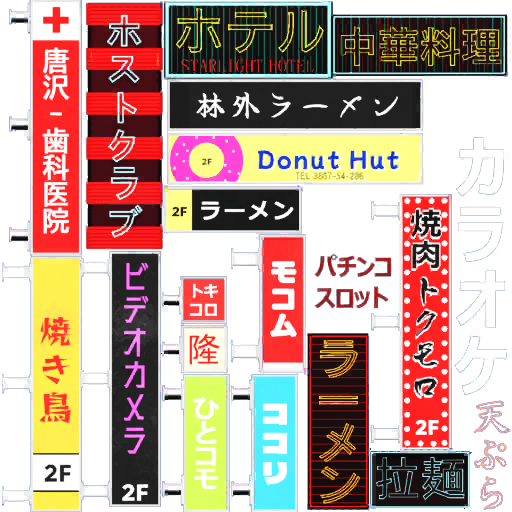 唐沢-歯科医院
ホストクラブ
ホテル
STARLIGHT HOTEL
中華料理
林外ラーメン
2F
Donut Hut
TEL 3867-54-286
2F ラーメン
カラオケ
焼き鳥
2F
ビデオカメラ
2F
トキ
コロ
隆
ひとコモ
モコム
ココリ
パチンコ
スロット
ラーメン
焼肉トクモロ
2F
天ぷら
拉麺